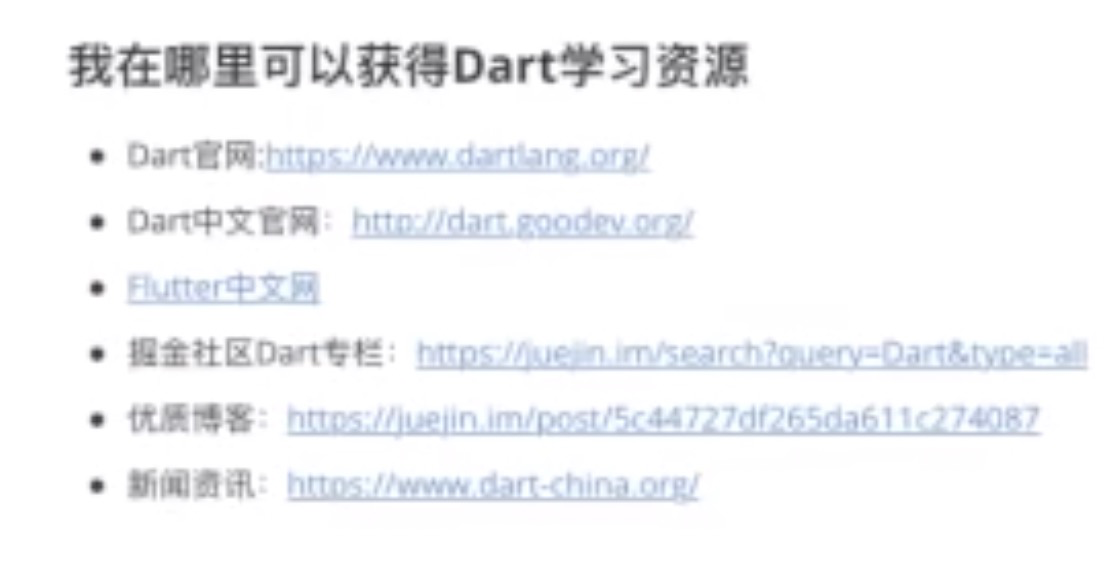 我在哪里可以获得Dart学习资源
Dart官网:https://www.dartlang.org/
Dart中文官网：http://dart.goodev.org/
Flutter中文网
掘金社区Dart专栏：https://juejin.im/search?query=Dart&type=all
优质博客：https://juejin.im/post/5c44727df265da611c274087
新闻资讯：https://www.dart-china.org/